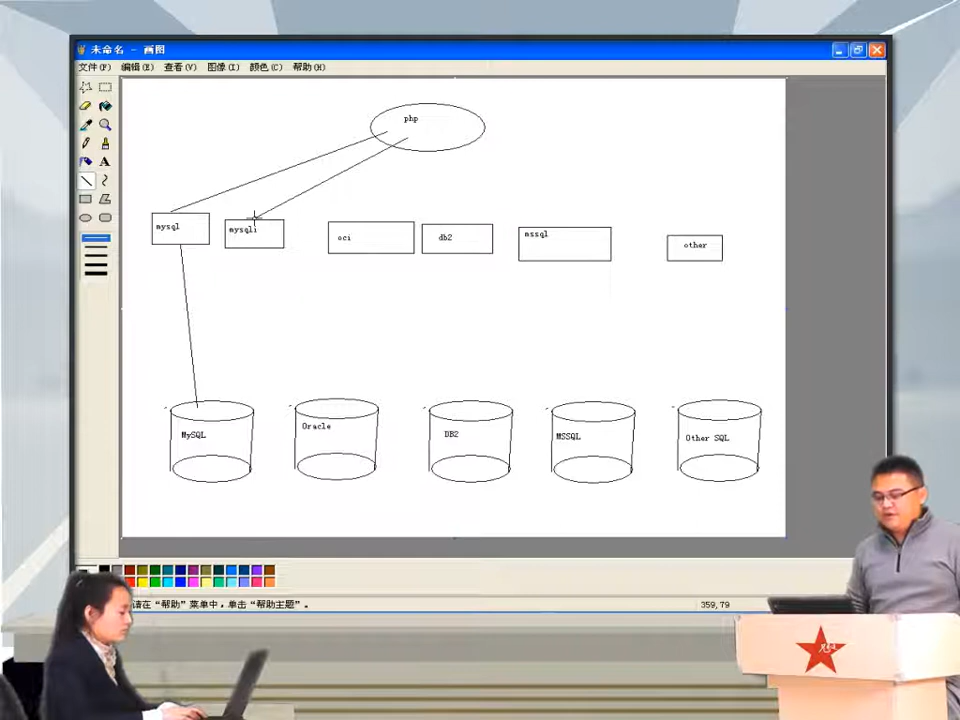 未命名 - 画图
文件(F) 编辑(E) 查看(V) 图像(I) 颜色(C) 帮助(H)
php
mysql
mysqli
oci
db2
mssql
other
MySQL
Oracle
DB2
MSSQL
Other SQL
请在“帮助”菜单中，单击“帮助主题”。
359,79